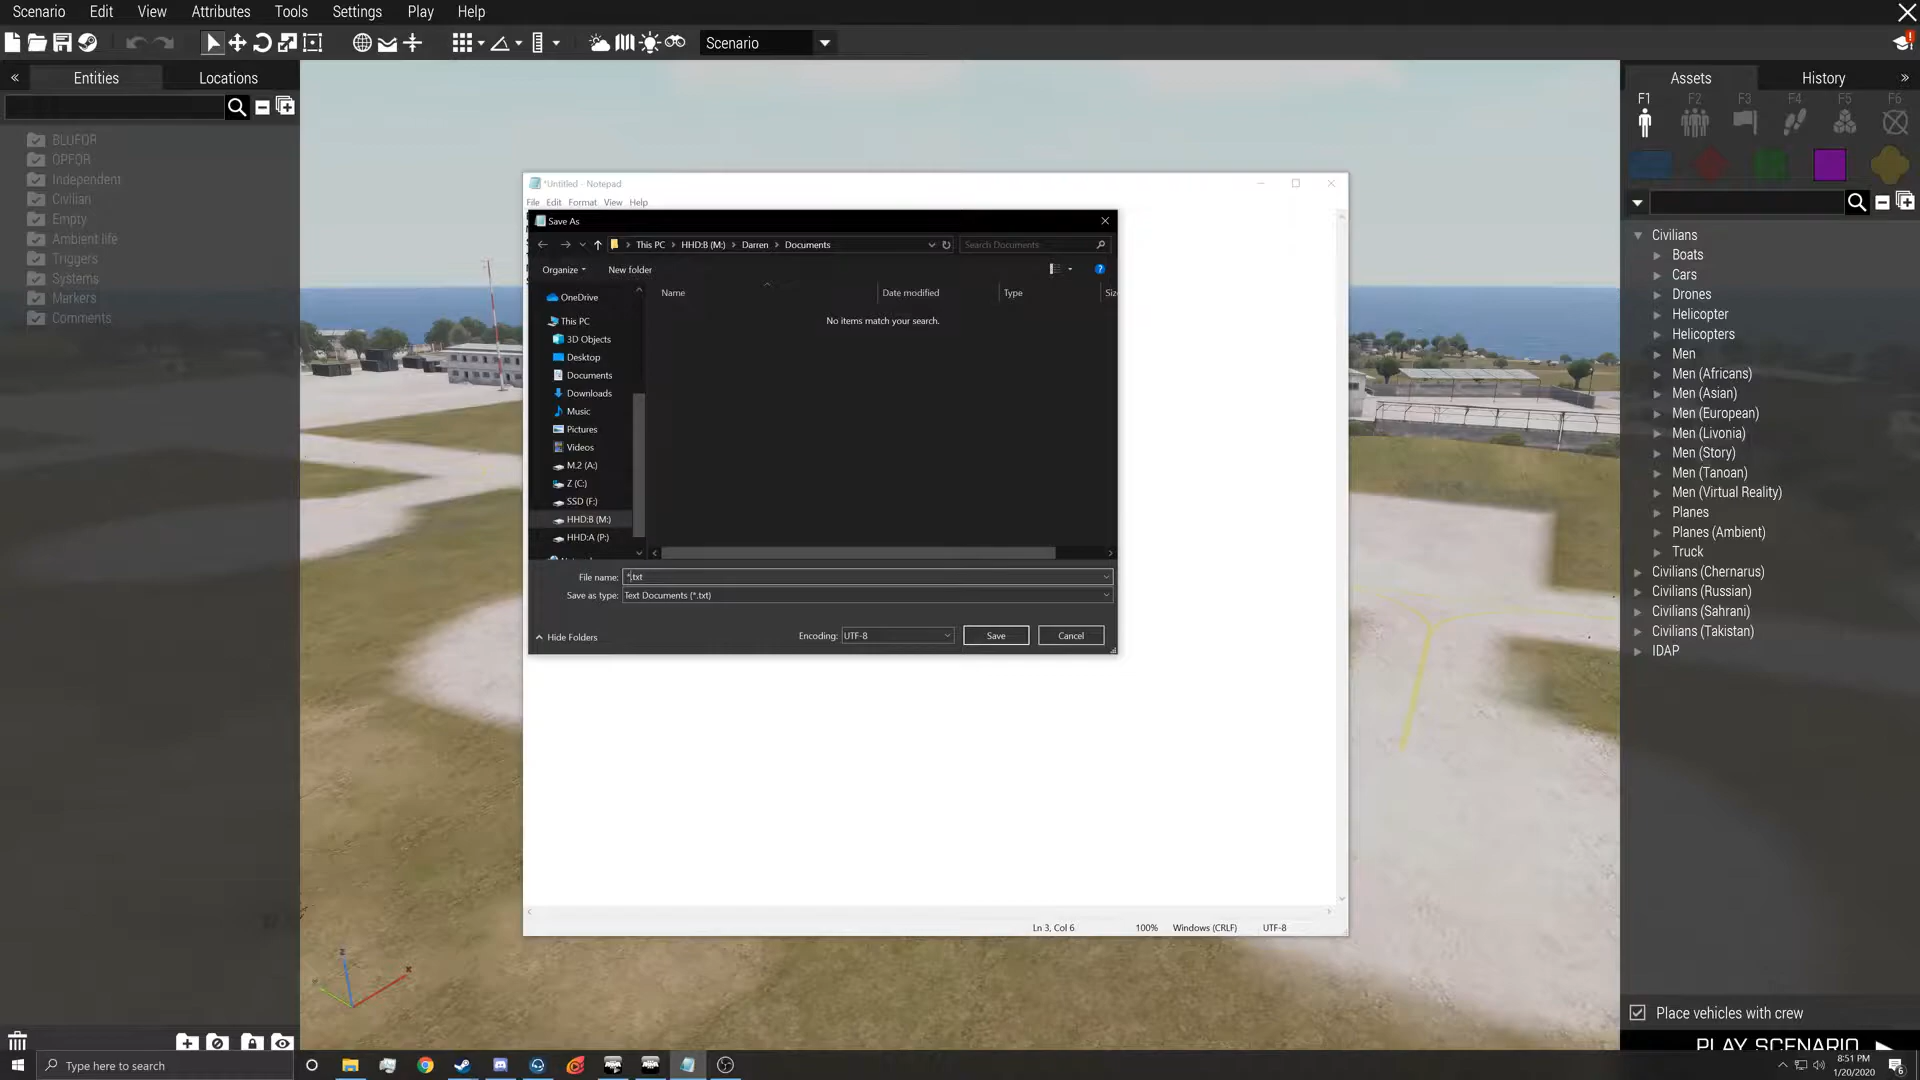 Scenario Edit View Attributes Tools Settings Play Help
Scenario
Entities Locations
BLUFOR
OPFOR
Independent
Civilian
Empty
Ambient life
Triggers
Systems
Markers
Comments
*Untitled - Notepad
File Edit Format View Help
Save As
This PC HHD:B (M:) Darren Documents
Search Documents
Organize New folder
Name Date modified Type Siz
No items match your search.
OneDrive
This PC
3D Objects
Desktop
Documents
Downloads
Music
Pictures
Videos
M.2 (A:)
Z (C:)
SSD (F:)
HHD:B (M:)
HHD:A (P:)
File name: *.txt
Save as type: Text Documents (*.txt)
Hide Folders Encoding: UTF-8 Save Cancel
Ln 3, Col 6 100% Windows (CRLF) UTF-8
Assets History
F1 F2 F3 F4 F5 F6
Civilians
Boats
Cars
Drones
Helicopter
Helicopters
Men
Men (Africans)
Men (Asian)
Men (European)
Men (Livonia)
Men (Story)
Men (Tanoan)
Men (Virtual Reality)
Planes
Planes (Ambient)
Truck
Civilians (Chernarus)
Civilians (Russian)
Civilians (Sahrani)
Civilians (Takistan)
IDAP
Place vehicles with crew
PLAY SCENARIO
Type here to search
8:51 PM
1/20/2020